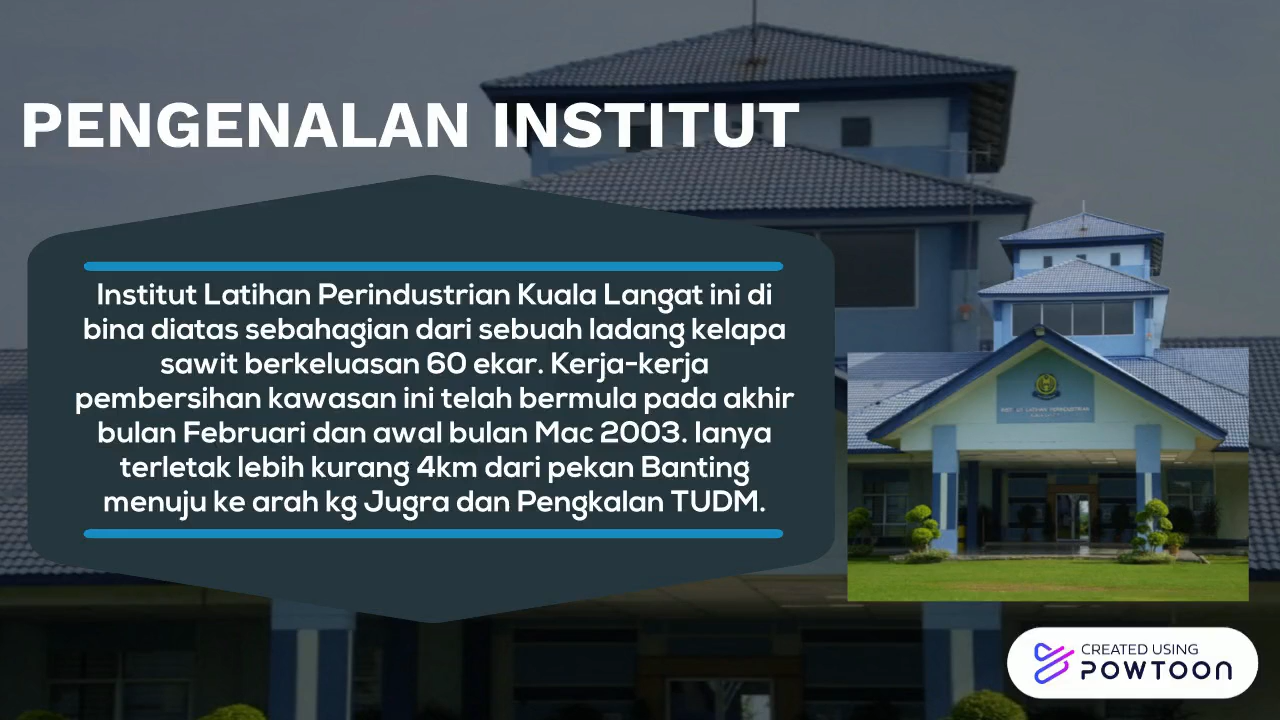 PENGENALAN INSTITUT
Institut Latihan Perindustrian Kuala Langat ini di
bina diatas sebahagian dari sebuah ladang kelapa
sawit berkeluasan 60 ekar. Kerja-kerja
pembersihan kawasan ini telah bermula pada akhir
bulan Februari dan awal bulan Mac 2003. Ianya
terletak lebih kurang 4km dari pekan Banting
menuju ke arah kg Jugra dan Pengkalan TUDM.
CREATED USING
POWTOON